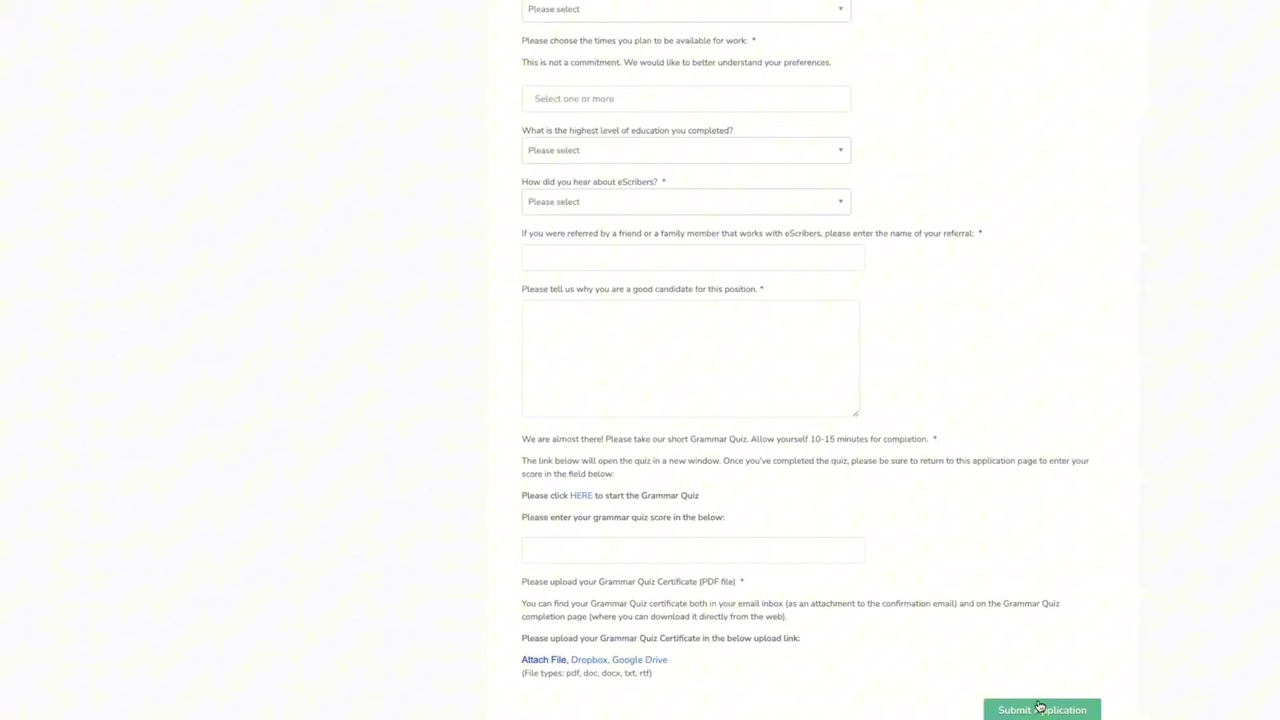 Please select
Please choose the times you plan to be available for work: *
This is not a commitment. We would like to better understand your preferences.
Select one or more
What is the highest level of education you completed?
Please select
How did you hear about eScribers? *
Please select
If you were referred by a friend or a family member that works with eScribers, please enter the name of your referral: *
Please tell us why you are a good candidate for this position. *
We are almost there! Please take our short Grammar Quiz. Allow yourself 10-15 minutes for completion. *
The link below will open the quiz in a new window. Once you've completed the quiz, please be sure to return to this application page to enter your
score in the field below:
Please click HERE to start the Grammar Quiz
Please enter your grammar quiz score in the below:
Please upload your Grammar Quiz Certificate (PDF file) *
You can find your Grammar Quiz certificate both in your email inbox (as an attachment to the confirmation email) and on the Grammar Quiz
completion page (where you can download it directly from the web).
Please upload your Grammar Quiz Certificate in the below upload link:
Attach File, Dropbox, Google Drive
(File types: pdf, doc, docx, txt, rtf)
Submit Application